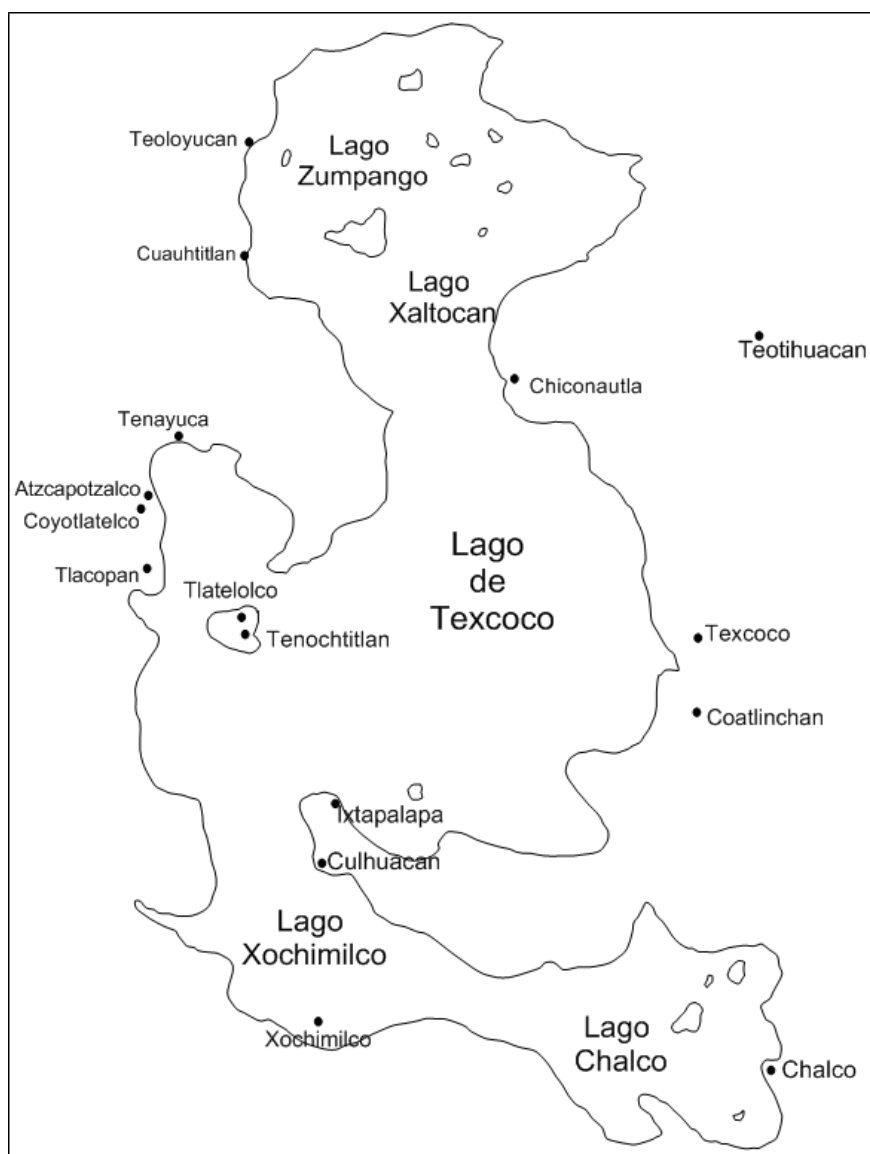 Teoloyucan
Lago
Zumpango
Cuauhtitlan
Lago
Xaltocan
Teotihuacan
Chiconautla
Tenayuca
Atzcapotzalco
Coyotlatelco
Lago
de
Texcoco
Tlacopan
Tlatelolco
Tenochtitlan
Texcoco
Coatlinchan
Ixtapalapa
Culhuacan
Lago
Xochimilco
Xochimilco
Lago
Chalco
Chalco